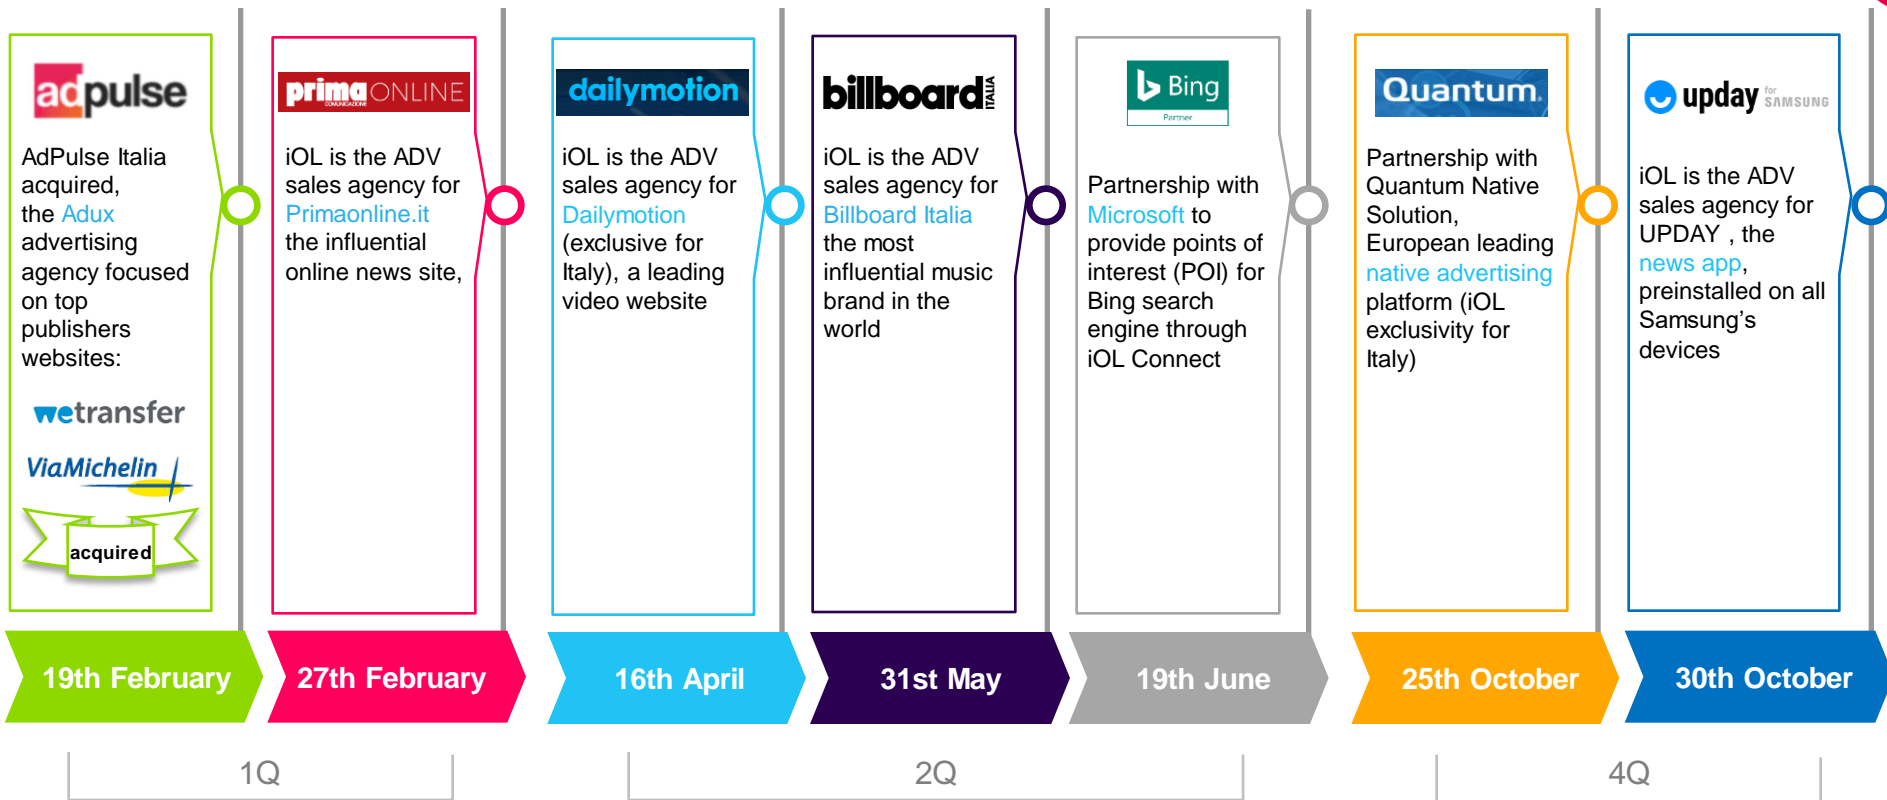 adpulse
AdPulse Italia
acquired,
the Adux
advertising
agency focused
on top
publishers
websites:
wetransfer
ViaMichelin
acquired
prima ONLINE
COMUNICAZIONE
iOL is the ADV
sales agency for
Primaonline.it
the influential
online news site,
dailymotion
iOL is the ADV
sales agency for
Dailymotion
(exclusive for
Italy), a leading
video website
billboard ITALIA
iOL is the ADV
sales agency for
Billboard Italia
the most
influential music
brand in the
world
Bing
Partner
Partnership with
Microsoft to
provide points of
interest (POI) for
Bing search
engine through
iOL Connect
Quantum.
Partnership with
Quantum Native
Solution,
European leading
native advertising
platform (iOL
exclusivity for
Italy)
upday for SAMSUNG
iOL is the ADV
sales agency for
UPDAY , the
news app,
preinstalled on all
Samsung’s
devices
19th February
27th February
16th April
31st May
19th June
25th October
30th October
1Q
2Q
4Q